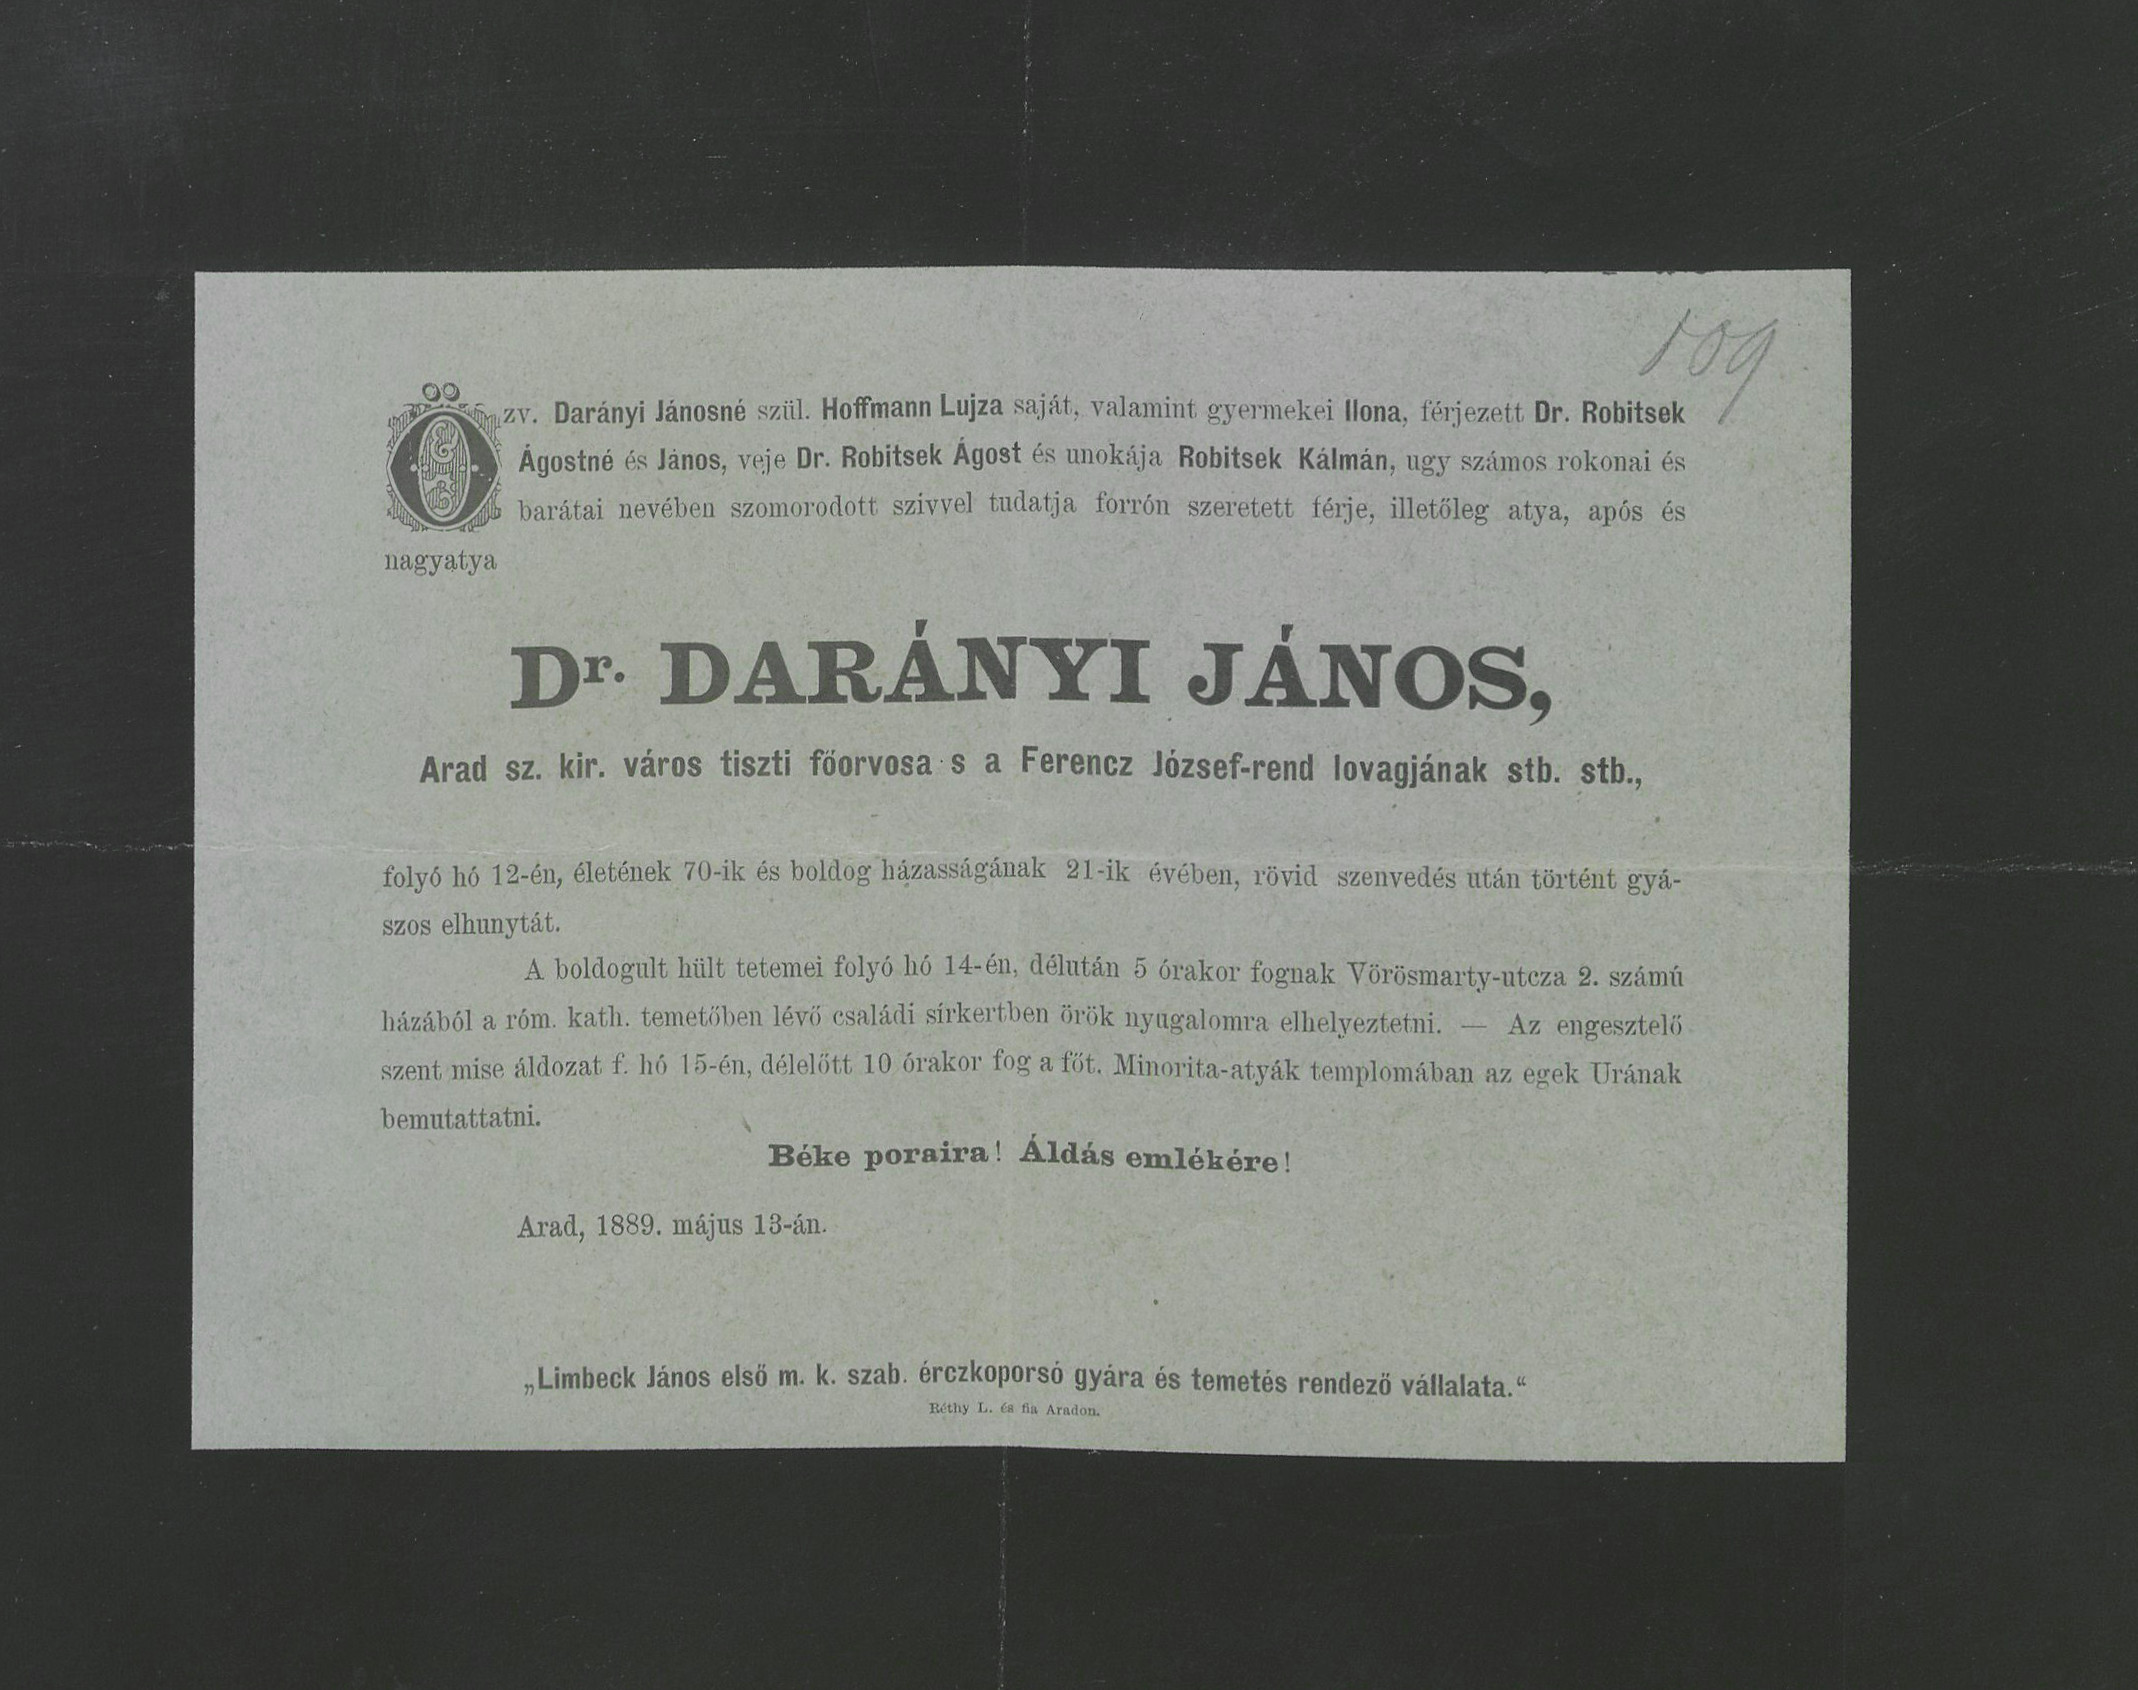 109
Özv. Darányi Jánosné szül. Hoffmann Lujza saját, valamint gyermekei Ilona, férjezett Dr. Robitsek
Ágostné és János, veje Dr. Robitsek Ágost és unokája Robitsek Kálmán, ugy számos rokonai és
barátai nevében szomorodott szivvel tudatja forrón szeretett férje, illetőleg atya, após és
nagyatya
Dr. DARÁNYI JÁNOS,
Arad sz. kir. város tiszti főorvosa s a Ferencz József-rend lovagjának stb. stb.,
folyó hó 12-én, életének 70-ik és boldog házasságának 21-ik évében, rövid szenvedés után történt gyá-
szos elhunytát.
A boldogult hült tetemei folyó hó 14-én, délután 5 órakor fognak Vörösmarty-utcza 2. számú
házából a róm. kath. temetőben lévő családi sírkertben örök nyugalomra elhelyeztetni. — Az engesztelő
szent mise áldozat f. hó 15-én, délelőtt 10 órakor fog a főt. Minorita-atyák templomában az egek Urának
bemutattatni.
Béke poraira! Áldás emlékére!
Arad, 1889. május 13-án.
„Limbeck János első m. k. szab. érczkoporsó gyára és temetés rendező vállalata.“
Réthy L. és fia Aradon.